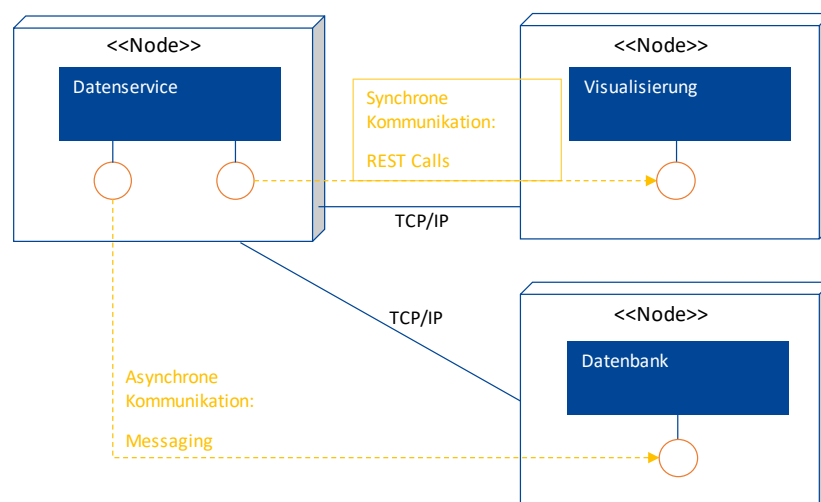 <<Node>>
Datenservice
Synchrone
Kommunikation:
REST Calls
<<Node>>
Visualisierung
TCP/IP
TCP/IP
<<Node>>
Datenbank
Asynchrone
Kommunikation:
Messaging